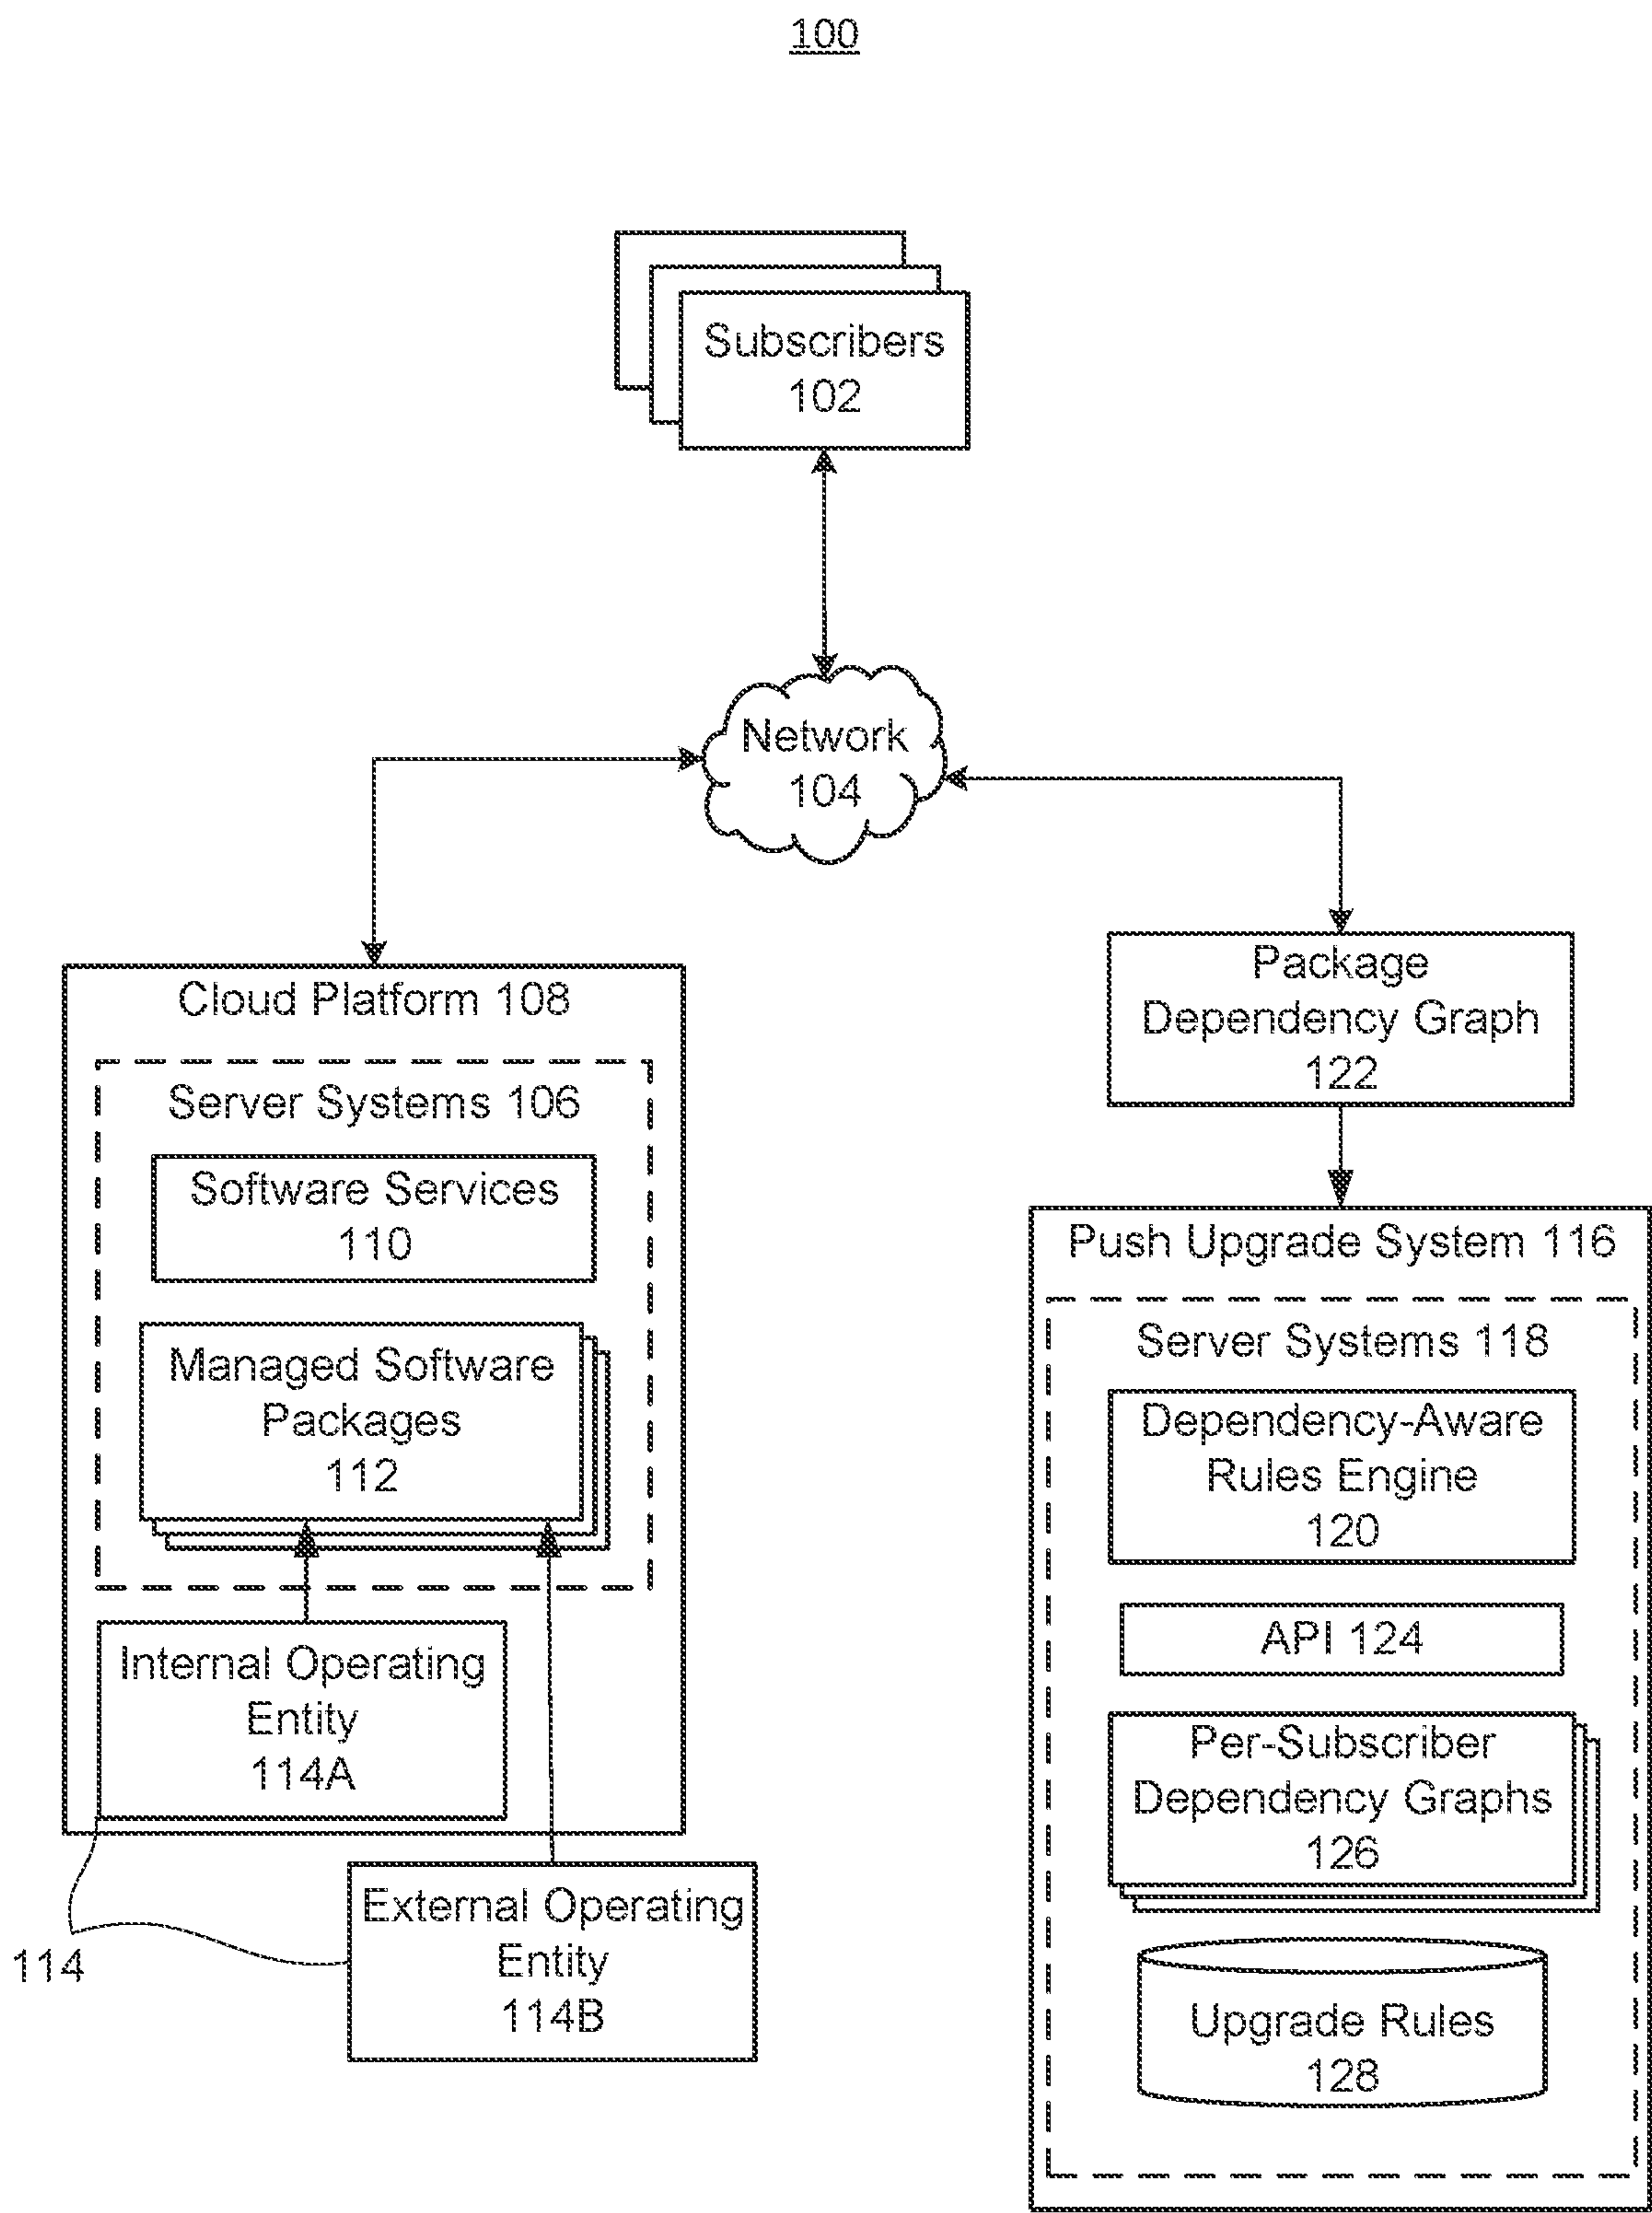 100
Subscribers
102
Network
104
Cloud Platform 108
Server Systems 106
Software Services
110
Managed Software
Packages
112
Internal Operating
Entity
114A
External Operating
Entity
114B
114
Package
Dependency Graph
122
Push Upgrade System 116
Server Systems 118
Dependency-Aware
Rules Engine
120
API 124
Per-Subscriber
Dependency Graphs
126
Upgrade Rules
128